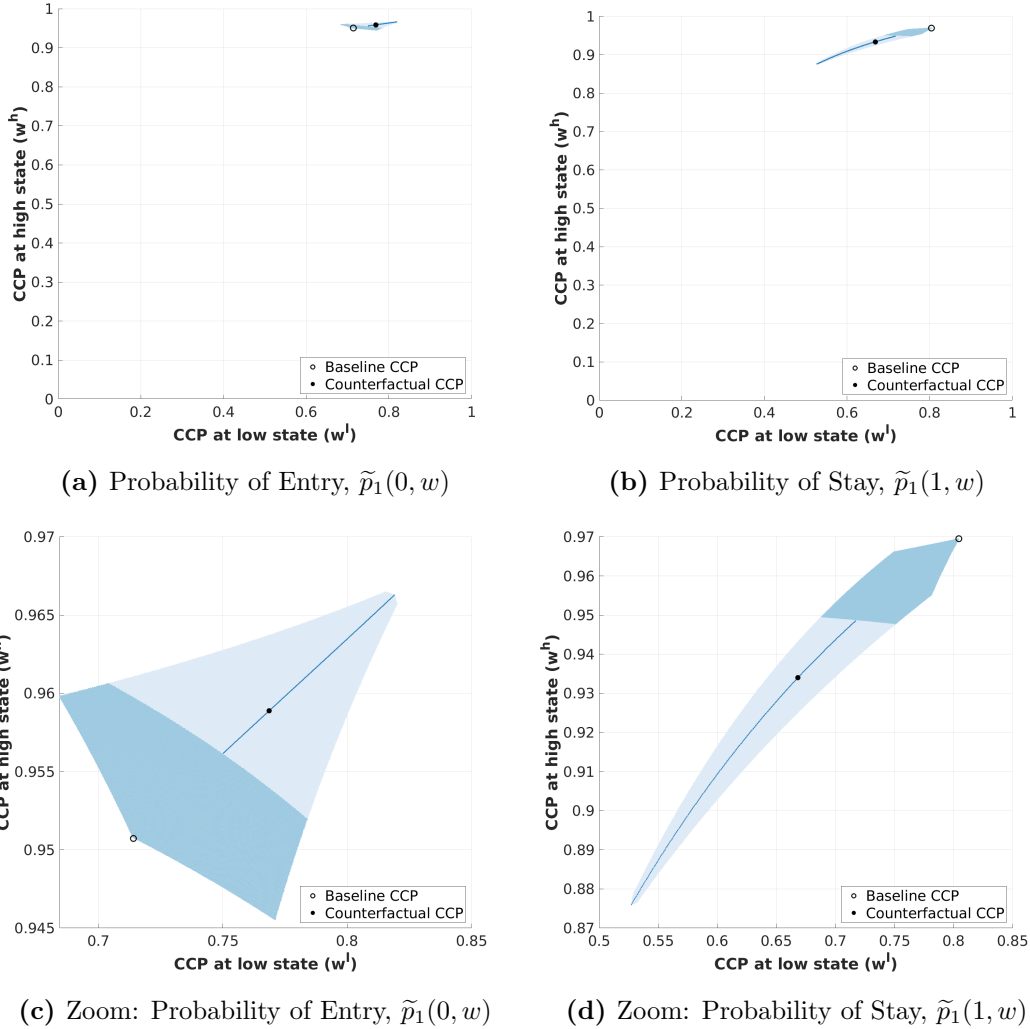 1
0.9
0.8
0.7
0.6
0.5
0.4
0.3
0.2
0.1
0
CCP at high state (w^h)
0 0.2 0.4 0.6 0.8 1
CCP at low state (w^l)
Baseline CCP
Counterfactual CCP
(a) Probability of Entry, p̃₁(0, w)
1
0.9
0.8
0.7
0.6
0.5
0.4
0.3
0.2
0.1
0
CCP at high state (w^h)
0 0.2 0.4 0.6 0.8 1
CCP at low state (w^l)
Baseline CCP
Counterfactual CCP
(b) Probability of Stay, p̃₁(1, w)
0.97
0.965
0.96
0.955
0.95
0.945
CCP at high state (w
0.7 0.75 0.8 0.85
CCP at low state (w^l)
Baseline CCP
Counterfactual CCP
(c) Zoom: Probability of Entry, p̃₁(0, w)
0.97
0.96
0.95
0.94
0.93
0.92
0.91
0.9
0.89
0.88
0.87
CCP at high state (w^h)
0.5 0.55 0.6 0.65 0.7 0.75 0.8 0.85
CCP at low state (w^l)
Baseline CCP
Counterfactual CCP
(d) Zoom: Probability of Stay, p̃₁(1, w)